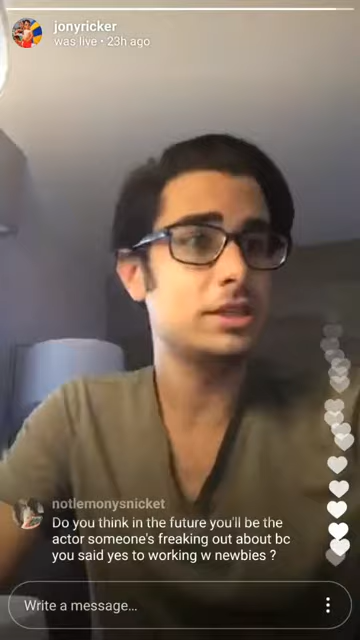 jonyricker
was live • 23h ago
notlemonysnicket
Do you think in the future you'll be the
actor someone's freaking out about bc
you said yes to working w newbies ?
Write a message...